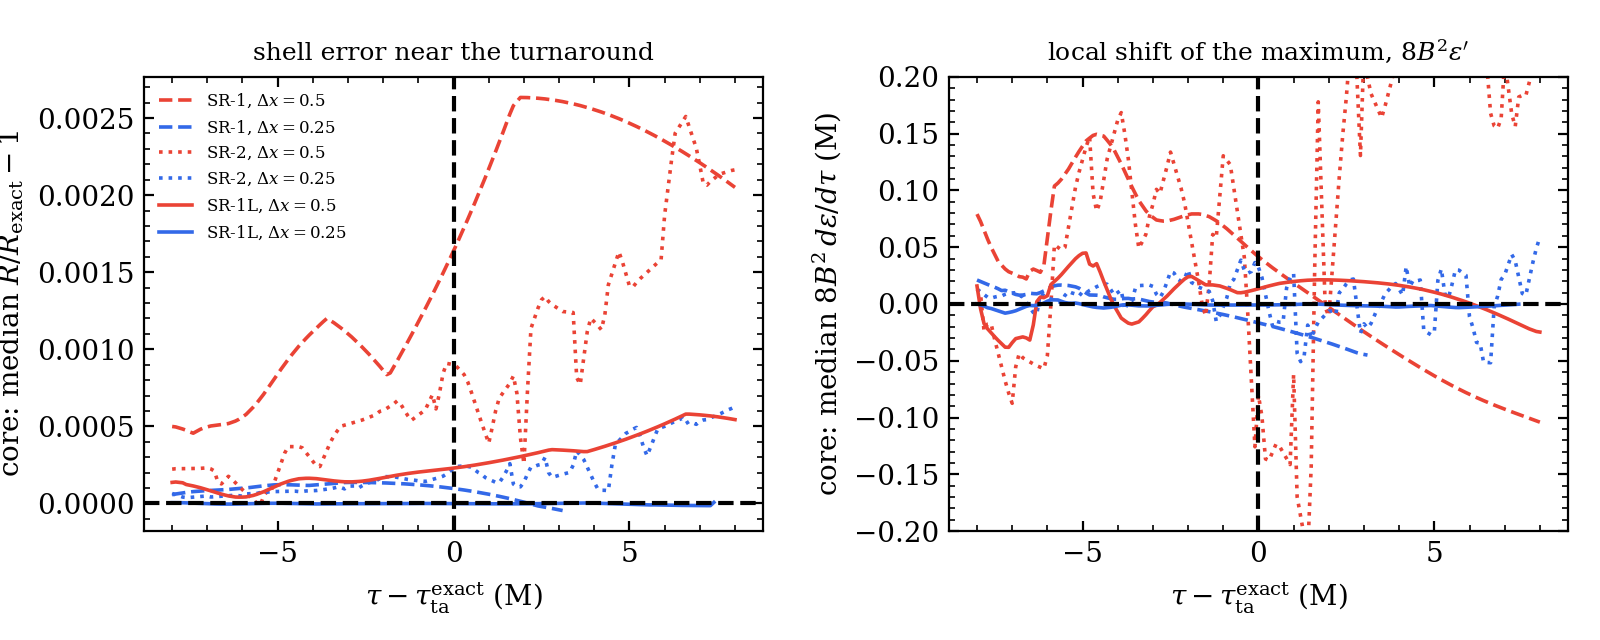 shell error near the turnaround
core: median R/R_exact − 1
0.0025
0.0020
0.0015
0.0010
0.0005
0.0000
SR-1, Δx = 0.5
SR-1, Δx = 0.25
SR-2, Δx = 0.5
SR-2, Δx = 0.25
SR-1L, Δx = 0.5
SR-1L, Δx = 0.25
−5 0 5
τ − τ_ta^exact (M)
local shift of the maximum, 8B²ε′
core: median 8B² dε/dτ (M)
0.20
0.15
0.10
0.05
0.00
−0.05
−0.10
−0.15
−0.20
−5 0 5
τ − τ_ta^exact (M)